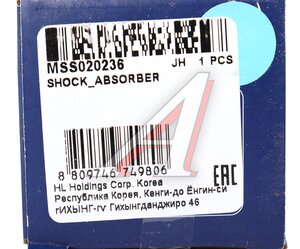 MSS020236 JH 1 PCS
SHOCK_ABSORBER
8 809746 749806
HL Holdings Corp. Korea
Республика Корея, Кенги-до Ёнгин-си
гиХЫНГ-гу Гихынгданджиро 46
EAC